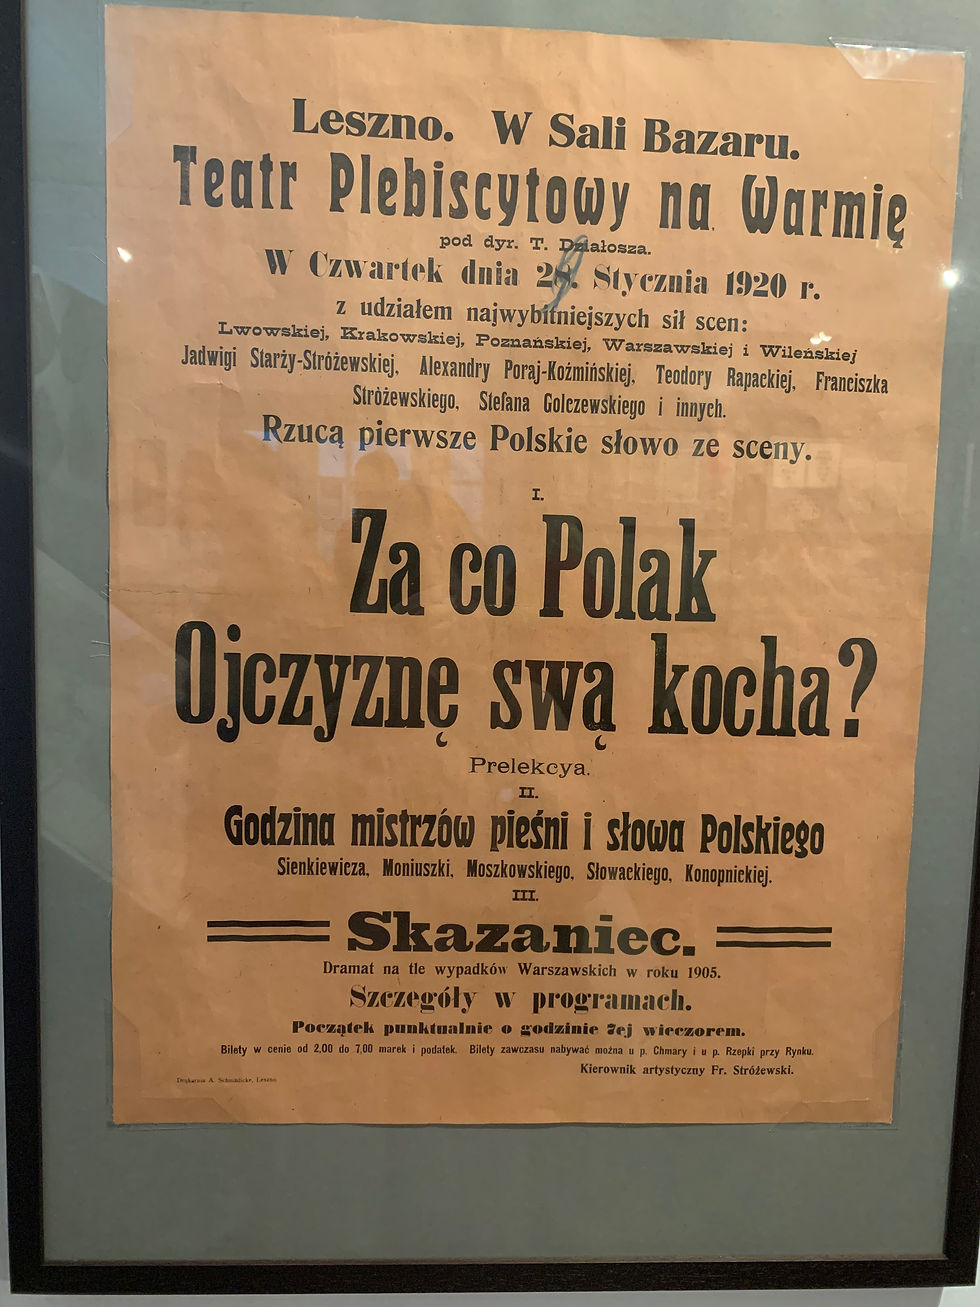 Leszno. W Sali Bazaru.
Teatr Plebiscytowy na Warmię
pod dyr. T. Działosza.
W Czwartek dnia 29. Stycznia 1920 r.
z udziałem najwybitniejszych sił scen:
Lwowskiej, Krakowskiej, Poznańskiej, Warszawskiej i Wileńskiej
Jadwigi Starży-Stróżewskiej, Alexandry Poraj-Koźmińskiej, Teodory Rapackiej, Franciszka
Stróżewskiego, Stefana Golczewskiego i innych.
Rzucą pierwsze Polskie słowo ze sceny.
I.
Za co Polak
Ojczyznę swą kocha?
Prelekcya.
II.
Godzina mistrzów pieśni i słowa Polskiego
Sienkiewicza, Moniuszki, Moszkowskiego, Słowackiego, Konopnickiej.
III.
Skazaniec.
Dramat na tle wypadków Warszawskich w roku 1905.
Szczegóły w programach.
Początek punktualnie o godzinie 7ej wieczorem.
Bilety w cenie od 2,00 do 7,00 marek i podatek. Bilety zawczasu nabywać można u p. Chmary i u p. Rzepki przy Rynku.
Kierownik artystyczny Fr. Stróżewski.
Drukarnia A. Schmädicke, Leszno